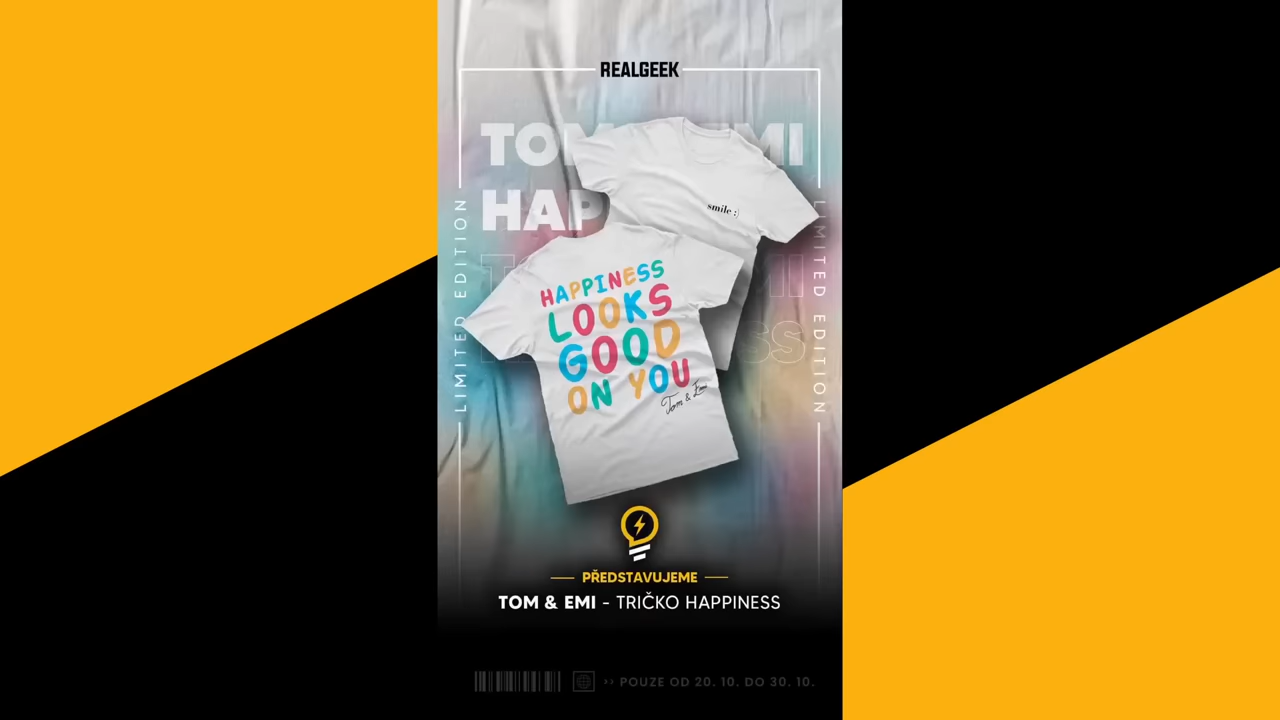 REALGEEK
TOM
MI
HAP
smile :)
LIMITED EDITION
LIMITED EDITION
HAPPINESS
LOOKS
GOOD
ON YOU
Tom & Emi
PŘEDSTAVUJEME
TOM & EMI - TRIČKO HAPPINESS
›› POUZE OD 20. 10. DO 30. 10.